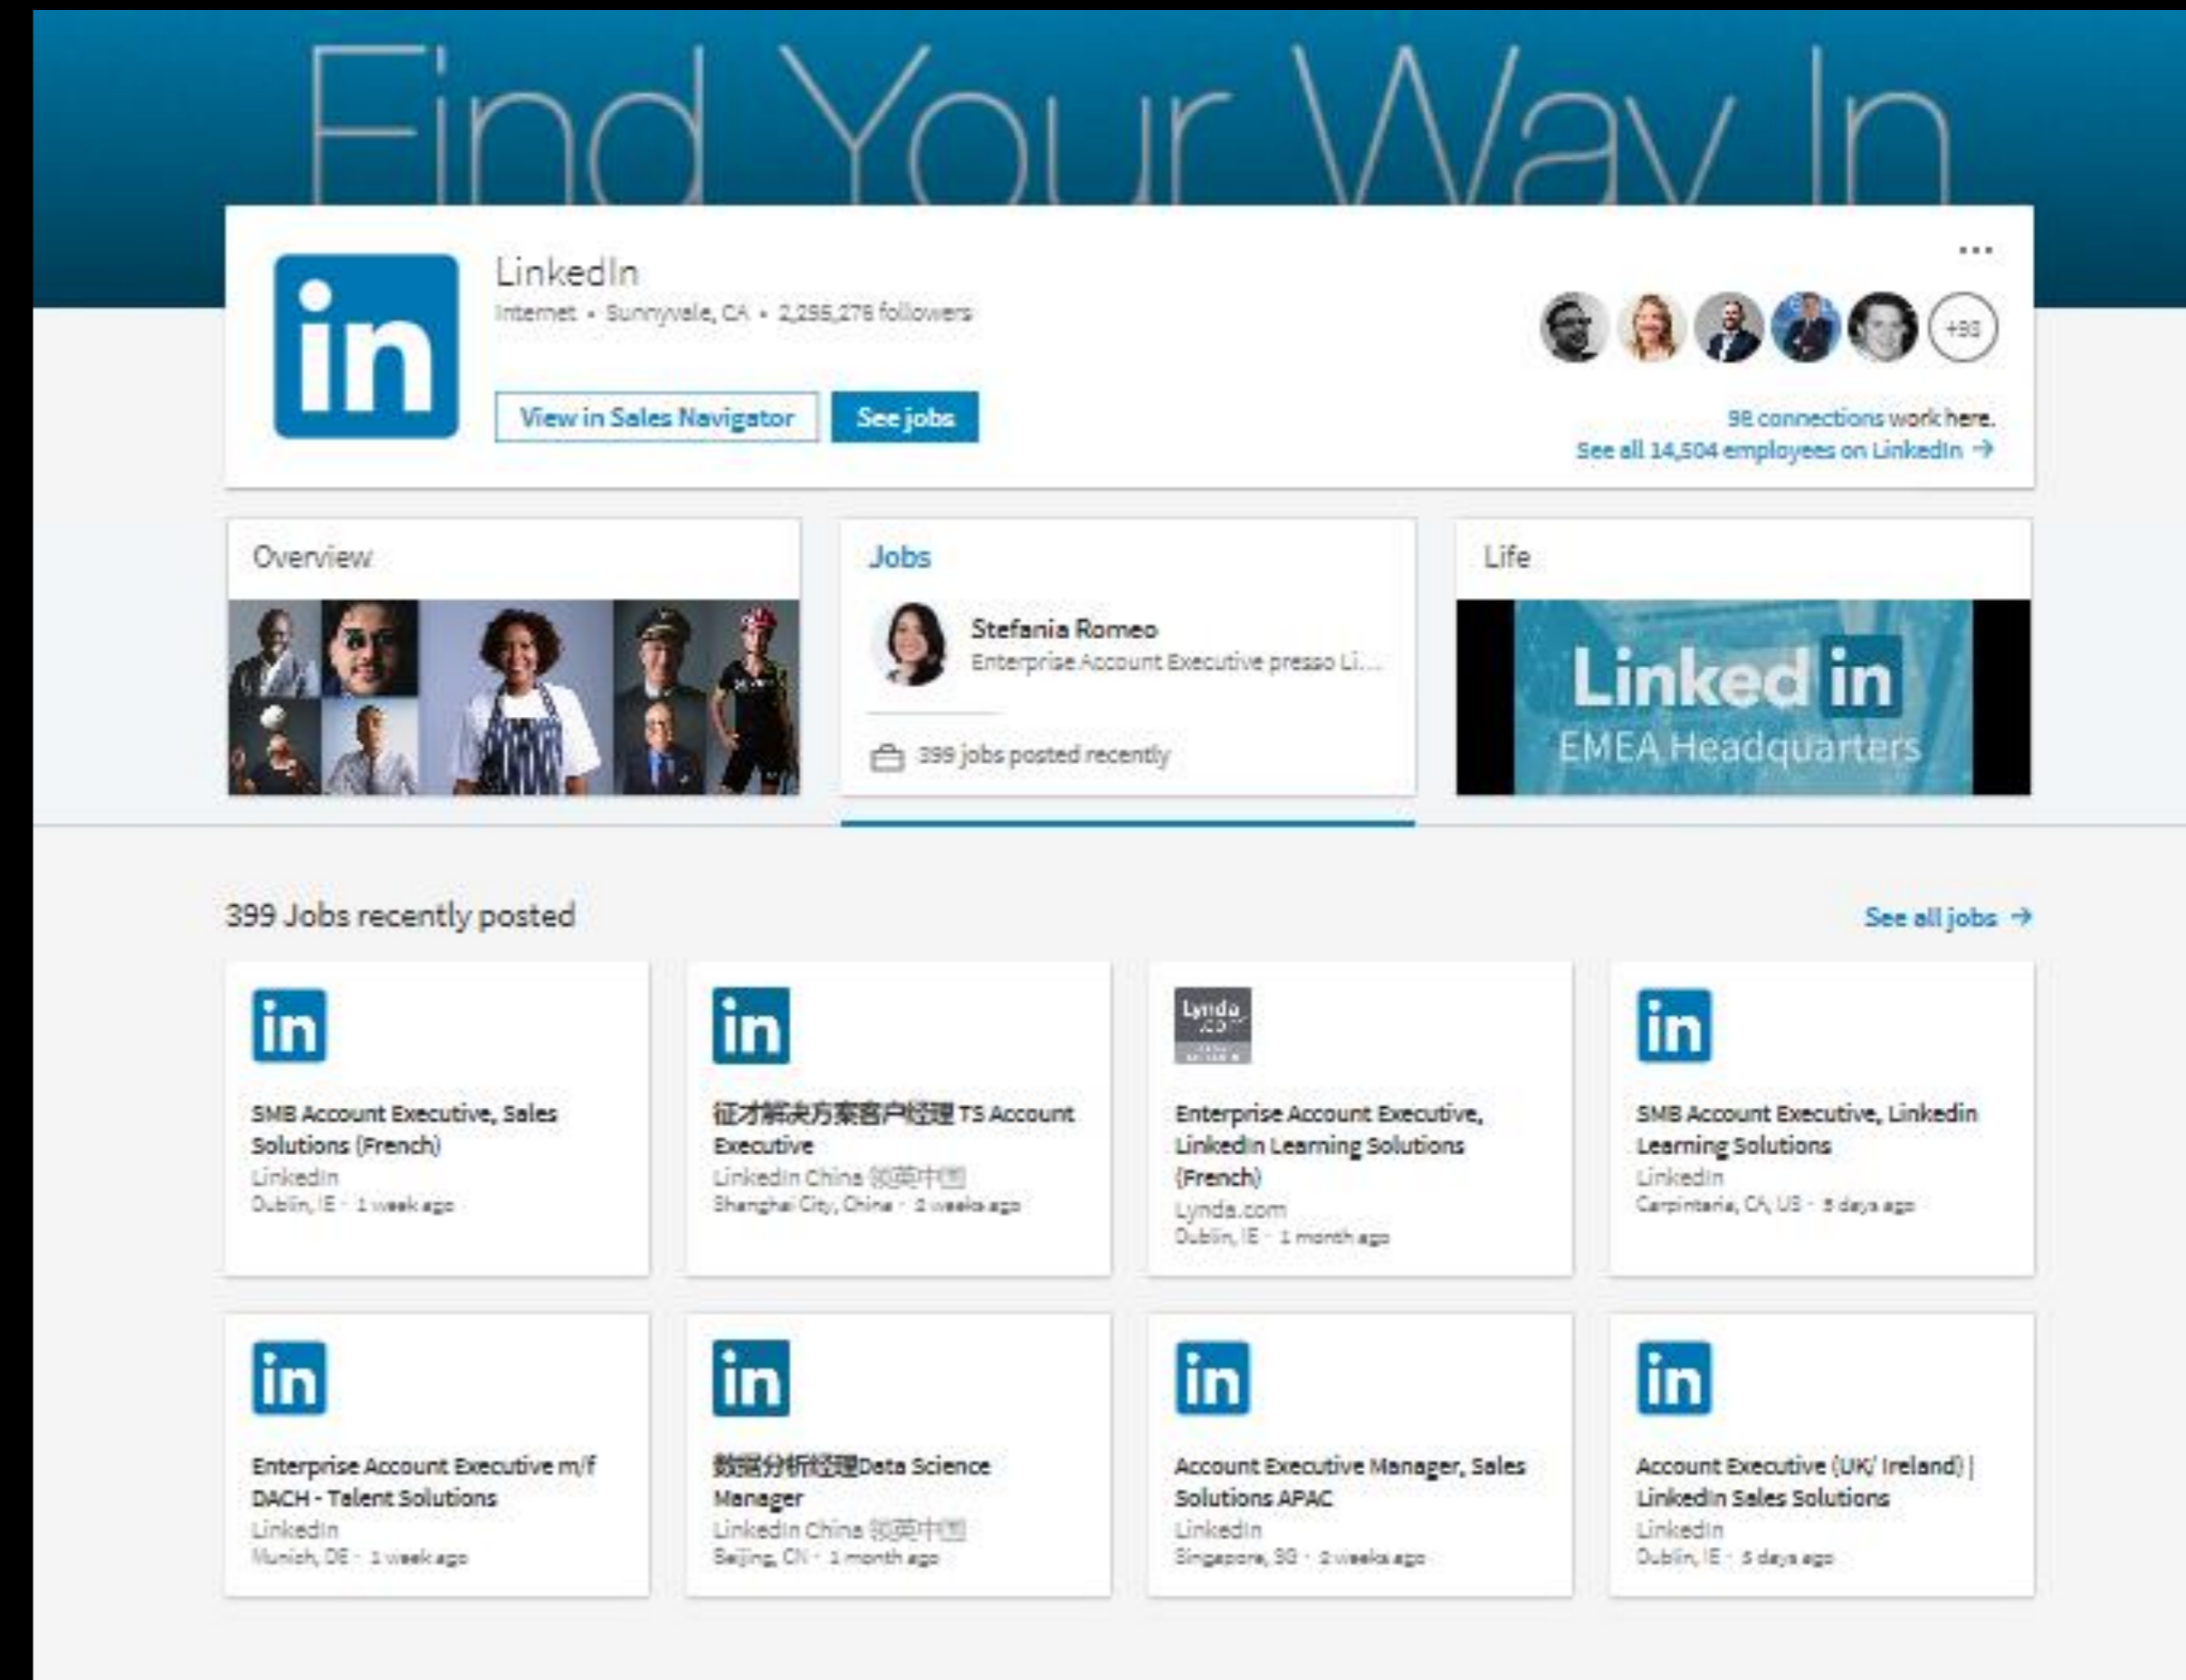 Find Your Way In
in
LinkedIn
Internet • Sunnyvale, CA • 2,295,276 followers
View in Sales Navigator
See jobs
+93
98 connections work here.
See all 14,504 employees on LinkedIn →
Overview
Jobs
Stefania Romeo
Enterprise Account Executive presso Li...
399 jobs posted recently
Life
Linked in
EMEA Headquarters
399 Jobs recently posted
See all jobs →
in
SMB Account Executive, Sales
Solutions (French)
LinkedIn
Dublin, IE · 1 week ago
in
征才解决方案客户经理 TS Account
Executive
LinkedIn China 领英中国
Shanghai City, China · 2 weeks ago
Lynda
.com
Enterprise Account Executive,
LinkedIn Learning Solutions
(French)
Lynda.com
Dublin, IE · 1 month ago
in
SMB Account Executive, Linkedin
Learning Solutions
LinkedIn
Carpinteria, CA, US · 5 days ago
in
Enterprise Account Executive m/f
DACH - Talent Solutions
LinkedIn
Munich, DE · 1 week ago
in
数据分析经理Data Science
Manager
LinkedIn China 领英中国
Beijing, CN · 1 month ago
in
Account Executive Manager, Sales
Solutions APAC
LinkedIn
Singapore, SG · 2 weeks ago
in
Account Executive (UK/ Ireland) |
LinkedIn Sales Solutions
LinkedIn
Dublin, IE · 5 days ago